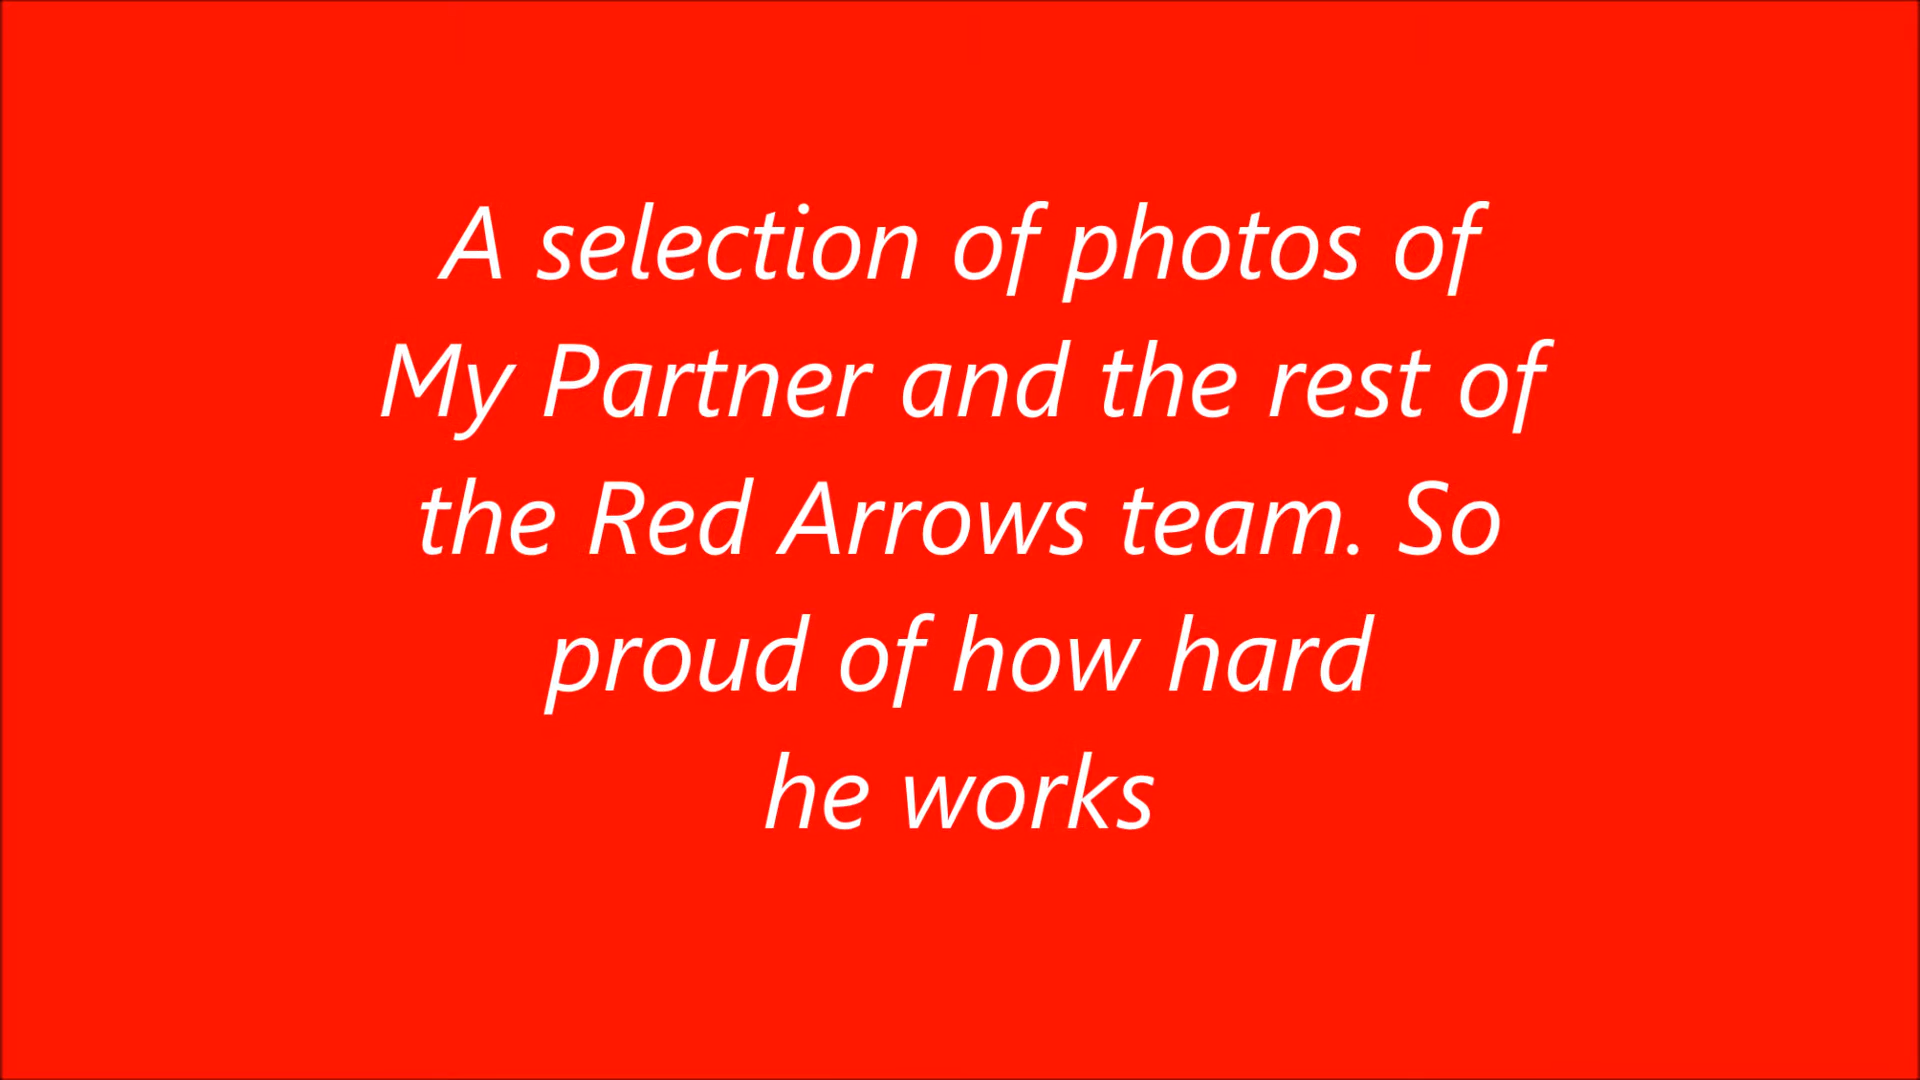 A selection of photos of
My Partner and the rest of
the Red Arrows team. So
proud of how hard
he works